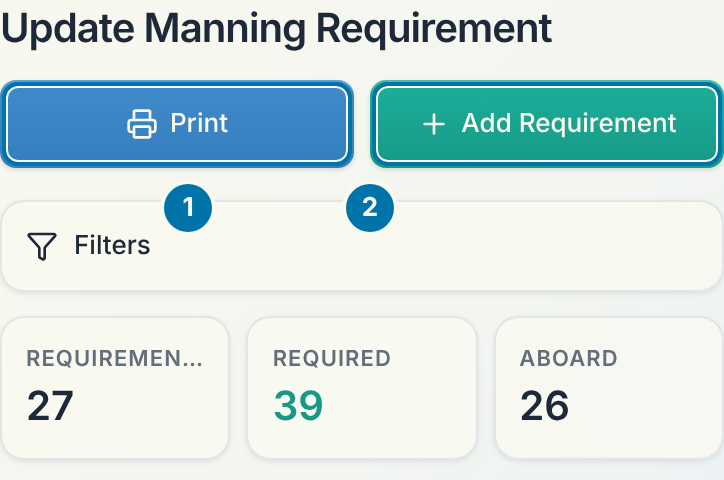 Update Manning Requirement
Print
Add Requirement
1
2
Filters
REQUIREMEN...
REQUIRED
ABOARD
27
39
26